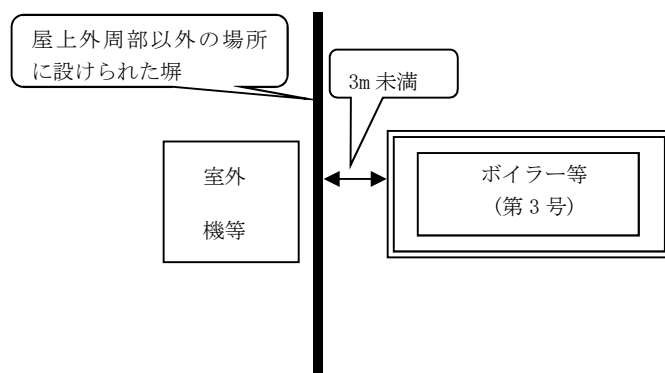 屋上外周部以外の場所
に設けられた塀
3m 未満
室外
機等
ボイラー等
(第 3 号)